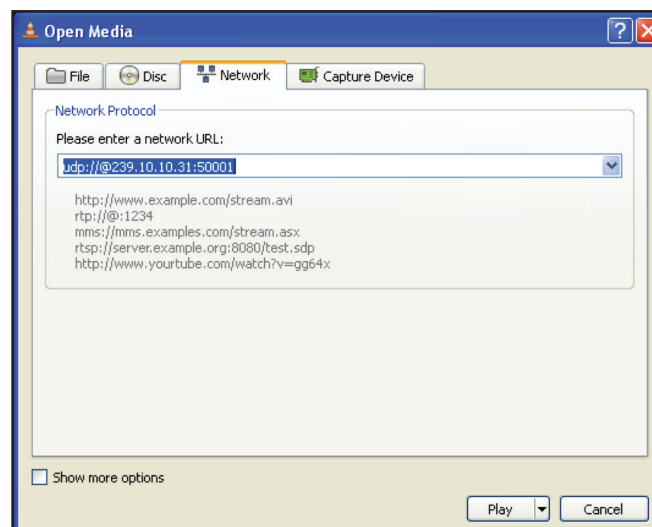 Open Media
File
Disc
Network
Capture Device
Network Protocol
Please enter a network URL:
udp://@239.10.10.31:50001
http://www.example.com/stream.avi
rtp://@:1234
mms://mms.examples.com/stream.asx
rtsp://server.example.org:8080/test.sdp
http://www.yourtube.com/watch?v=gg64x
Show more options
Play
Cancel